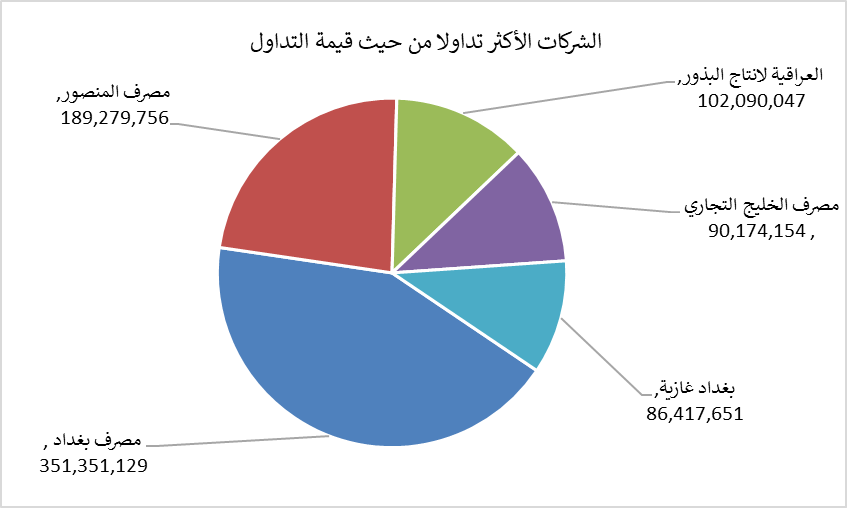 الشركات الأكثر تداولا من حيث قيمة التداول
العراقية لانتاج البذور,
102,090,047
مصرف المنصور,
189,279,756
مصرف الخليج التجاري
90,174,154 ,
بغداد غازية,
86,417,651
مصرف بغداد ,
351,351,129